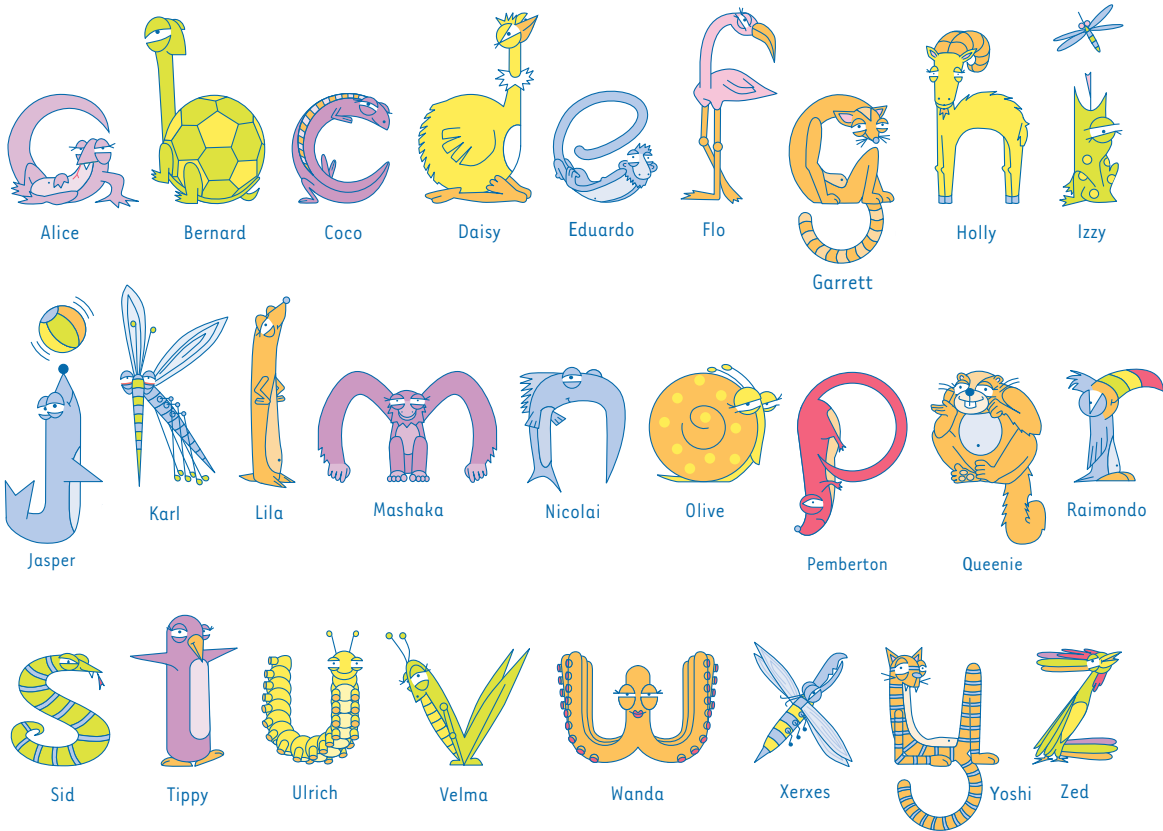 Alice Bernard Coco Daisy Eduardo Flo Garrett Holly Izzy
Jasper Karl Lila Mashaka Nicolai Olive Pemberton Queenie Raimondo
Sid Tippy Ulrich Velma Wanda Xerxes Yoshi Zed